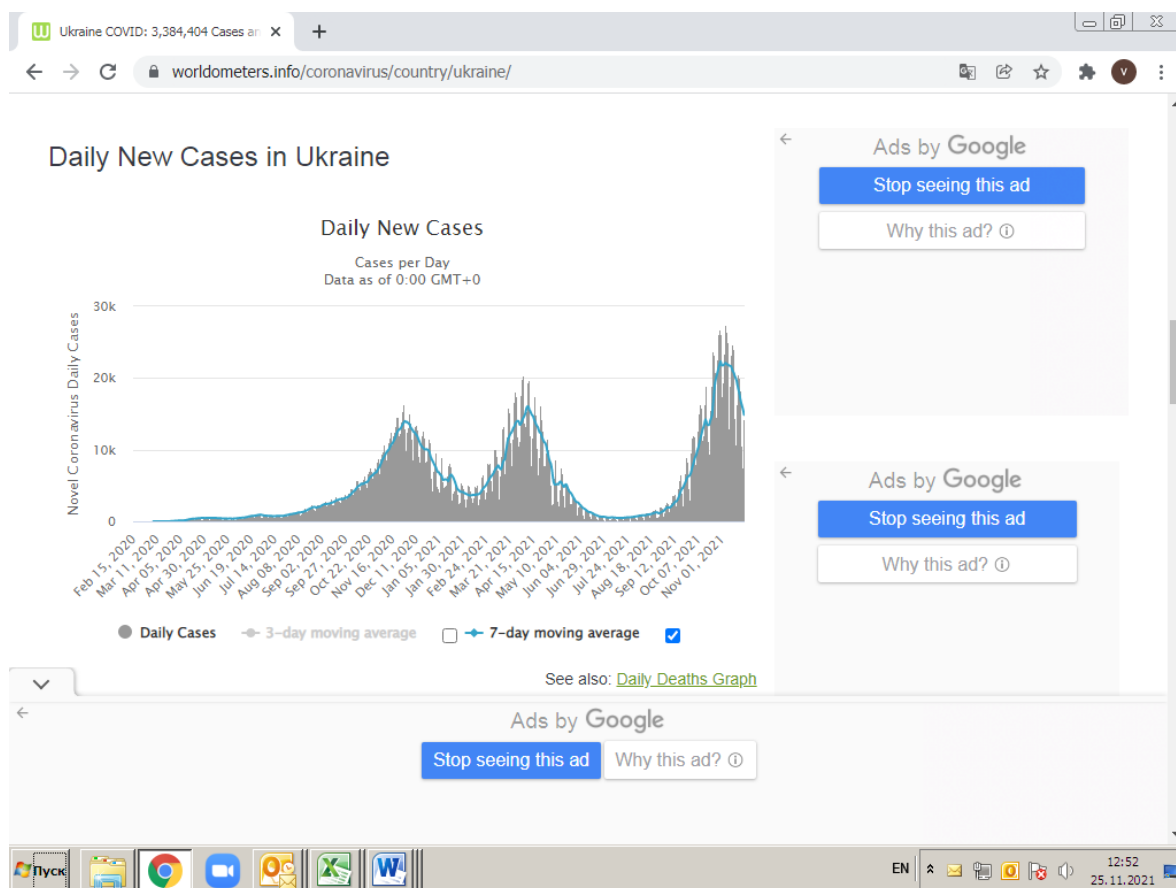 Ukraine COVID: 3,384,404 Cases an
worldometers.info/coronavirus/country/ukraine/
V
Daily New Cases in Ukraine
Daily New Cases
Cases per Day
Data as of 0:00 GMT+0
Novel Coronavirus Daily Cases
30k
20k
10k
0
Feb 15, 2020
Mar 11, 2020
Apr 05, 2020
Apr 30, 2020
May 25, 2020
Jun 19, 2020
Jul 14, 2020
Aug 08, 2020
Sep 02, 2020
Sep 27, 2020
Oct 22, 2020
Nov 16, 2020
Dec 11, 2020
Jan 05, 2021
Jan 30, 2021
Feb 24, 2021
Mar 21, 2021
Apr 15, 2021
May 10, 2021
Jun 04, 2021
Jun 29, 2021
Jul 24, 2021
Aug 18, 2021
Sep 12, 2021
Oct 07, 2021
Nov 01, 2021
Daily Cases
3-day moving average
7-day moving average
See also: Daily Deaths Graph
Ads by Google
Stop seeing this ad
Why this ad?
Ads by Google
Stop seeing this ad
Why this ad?
Ads by Google
Stop seeing this ad
Why this ad?
Пуск
EN
12:52
25.11.2021